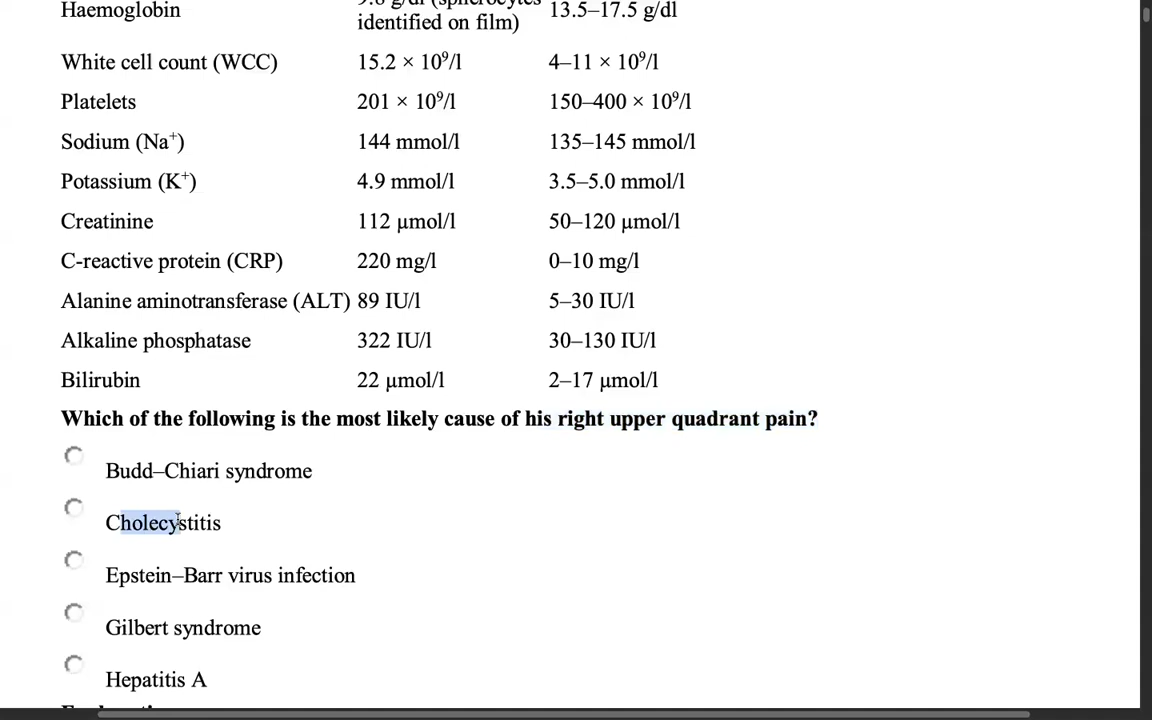 Haemoglobin 9.8 g/dl (spherocytes identified on film) 13.5–17.5 g/dl
White cell count (WCC) 15.2 × 10⁹/l 4–11 × 10⁹/l
Platelets 201 × 10⁹/l 150–400 × 10⁹/l
Sodium (Na⁺) 144 mmol/l 135–145 mmol/l
Potassium (K⁺) 4.9 mmol/l 3.5–5.0 mmol/l
Creatinine 112 μmol/l 50–120 μmol/l
C-reactive protein (CRP) 220 mg/l 0–10 mg/l
Alanine aminotransferase (ALT) 89 IU/l 5–30 IU/l
Alkaline phosphatase 322 IU/l 30–130 IU/l
Bilirubin 22 μmol/l 2–17 μmol/l
Which of the following is the most likely cause of his right upper quadrant pain?
Budd–Chiari syndrome
Cholecystitis
Epstein–Barr virus infection
Gilbert syndrome
Hepatitis A